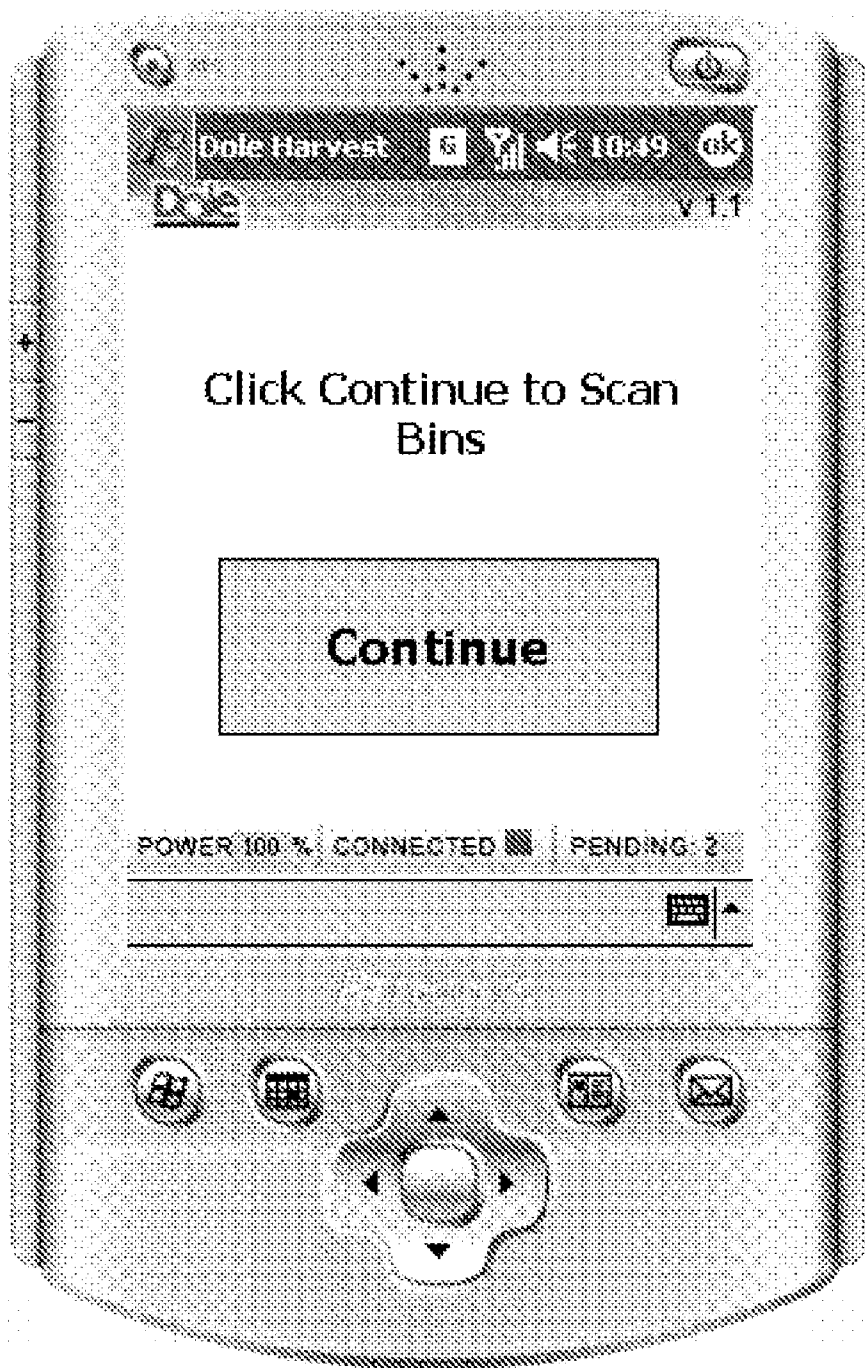 Dole Harvest G 10:49 ok
Dole v 1.1
Click Continue to Scan
Bins
Continue
POWER 100 % CONNECTED PENDING: 2